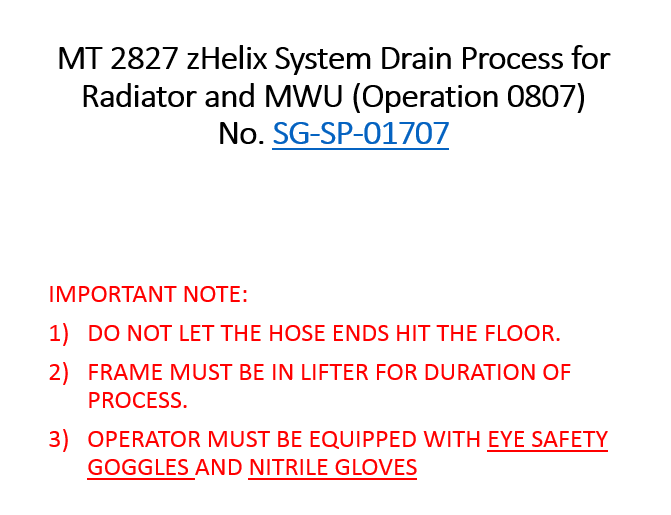 MT 2827 zHelix System Drain Process for
Radiator and MWU (Operation 0807)
No. SG-SP-01707
IMPORTANT NOTE:
1) DO NOT LET THE HOSE ENDS HIT THE FLOOR.
2) FRAME MUST BE IN LIFTER FOR DURATION OF
PROCESS.
3) OPERATOR MUST BE EQUIPPED WITH EYE SAFETY
GOGGLES AND NITRILE GLOVES